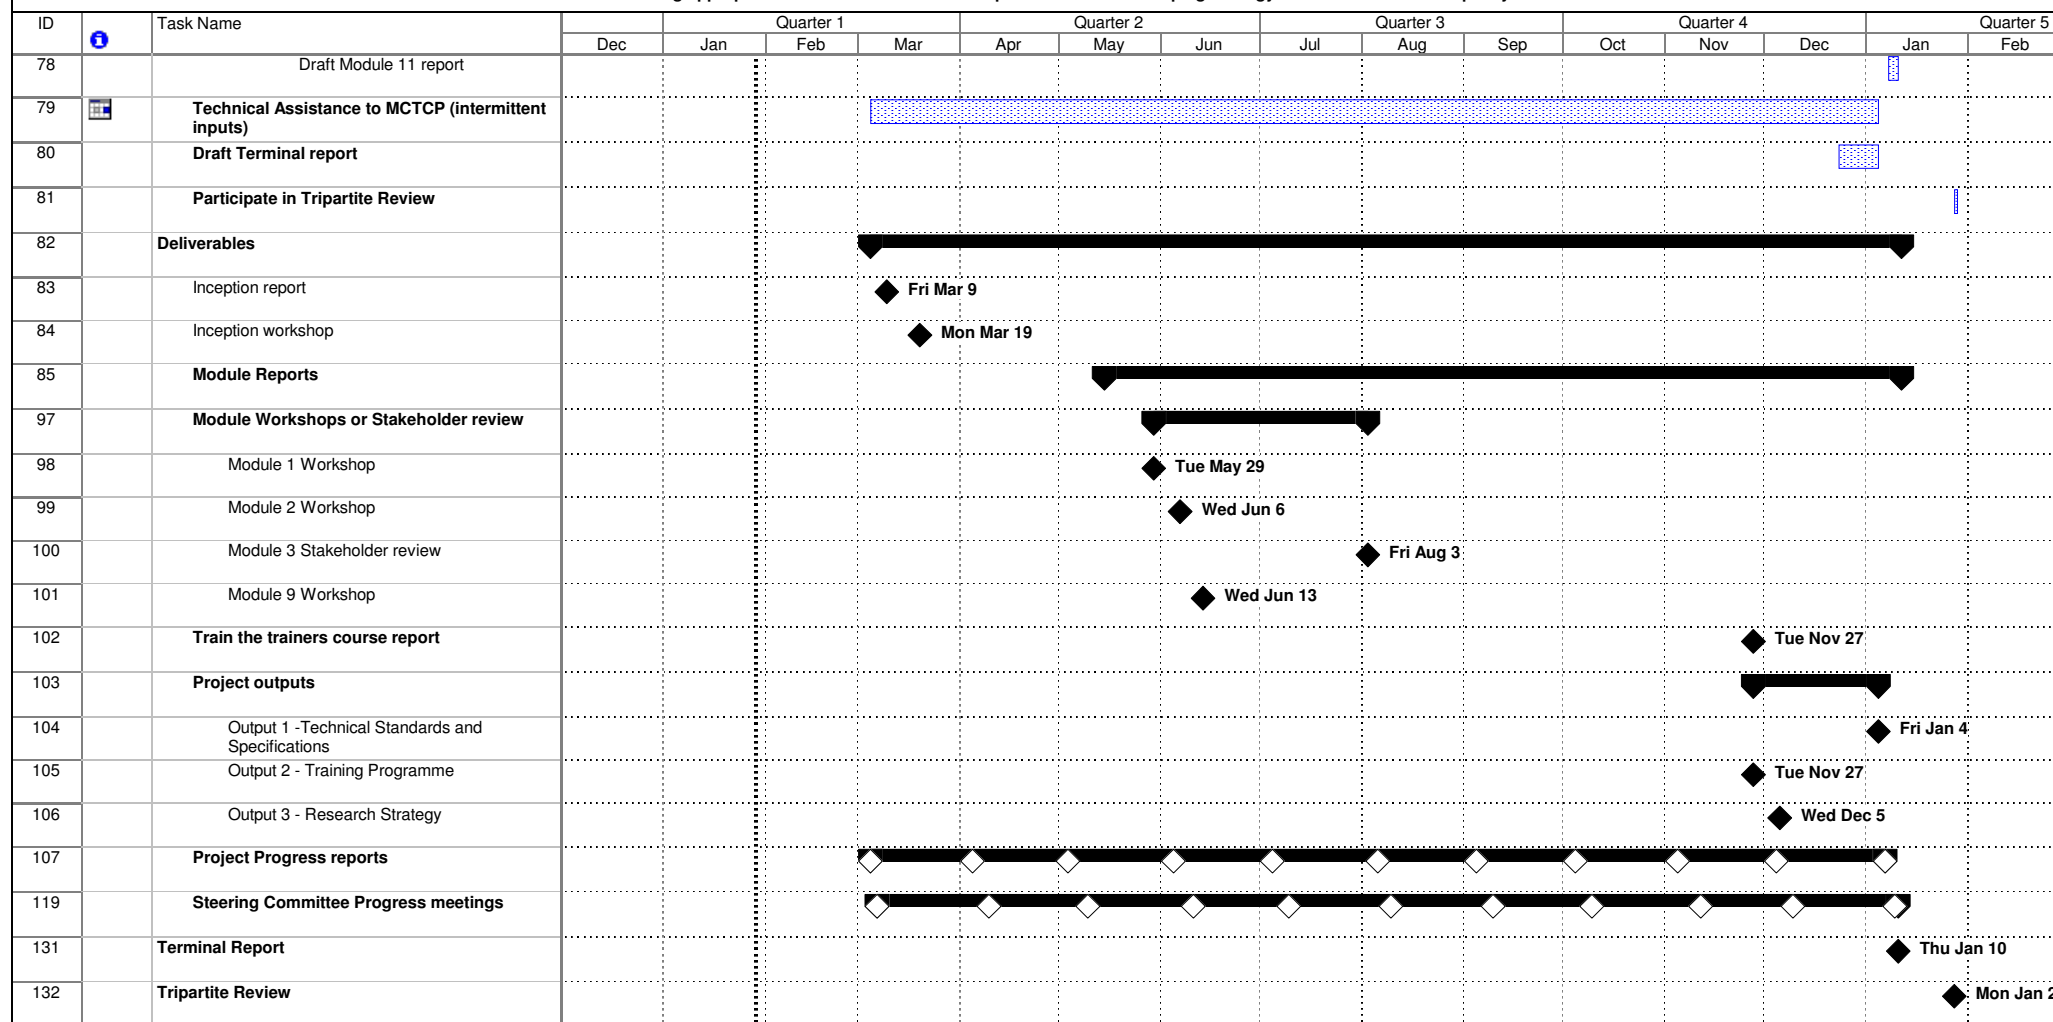 ID Task Name Quarter 1 Quarter 2 Quarter 3 Quarter 4 Quarter 5
Dec Jan Feb Mar Apr May Jun Jul Aug Sep Oct Nov Dec Jan Feb
78 Draft Module 11 report
79 Technical Assistance to MCTCP (intermittent
inputs)
80 Draft Terminal report
81 Participate in Tripartite Review
82 Deliverables
83 Inception report Fri Mar 9
84 Inception workshop Mon Mar 19
85 Module Reports
97 Module Workshops or Stakeholder review
98 Module 1 Workshop Tue May 29
99 Module 2 Workshop Wed Jun 6
100 Module 3 Stakeholder review Fri Aug 3
101 Module 9 Workshop Wed Jun 13
102 Train the trainers course report Tue Nov 27
103 Project outputs
104 Output 1 -Technical Standards and Fri Jan 4
Specifications
105 Output 2 - Training Programme Tue Nov 27
106 Output 3 - Research Strategy Wed Dec 5
107 Project Progress reports
119 Steering Committee Progress meetings
131 Terminal Report Thu Jan 10
132 Tripartite Review Mon Jan